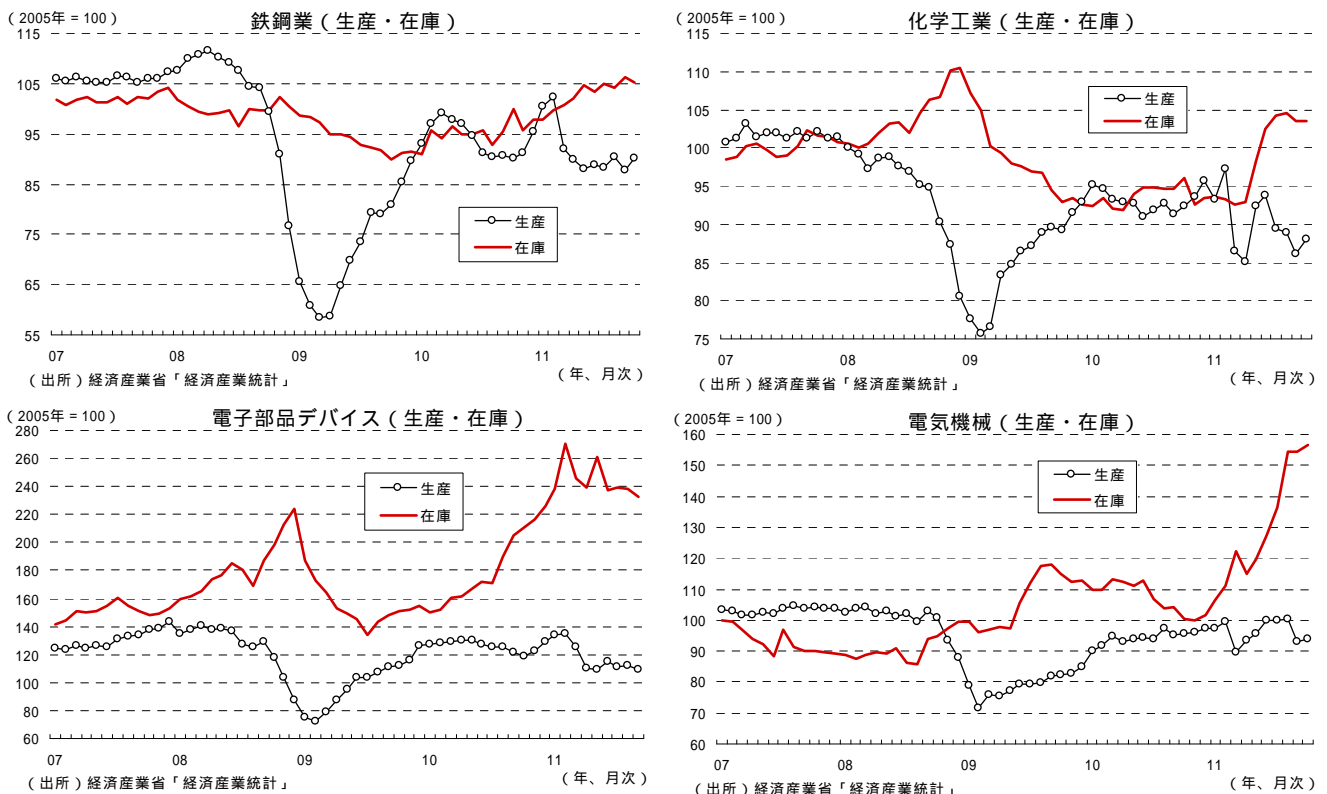 (2005年=100)
鉄鋼業(生産・在庫)
115
105
95
85
75
65
55
生産
在庫
07 08 09 10 11
(出所)経済産業省「経済産業統計」
(年、月次)
(2005年=100)
化学工業(生産・在庫)
115
110
105
100
95
90
85
80
75
生産
在庫
07 08 09 10 11
(出所)経済産業省「経済産業統計」
(年、月次)
(2005年=100)
電子部品デバイス(生産・在庫)
280
260
240
220
200
180
160
140
120
100
80
60
生産
在庫
07 08 09 10 11
(出所)経済産業省「経済産業統計」
(年、月次)
(2005年=100)
電気機械(生産・在庫)
160
150
140
130
120
110
100
90
80
70
60
生産
在庫
07 08 09 10 11
(出所)経済産業省「経済産業統計」
(年、月次)